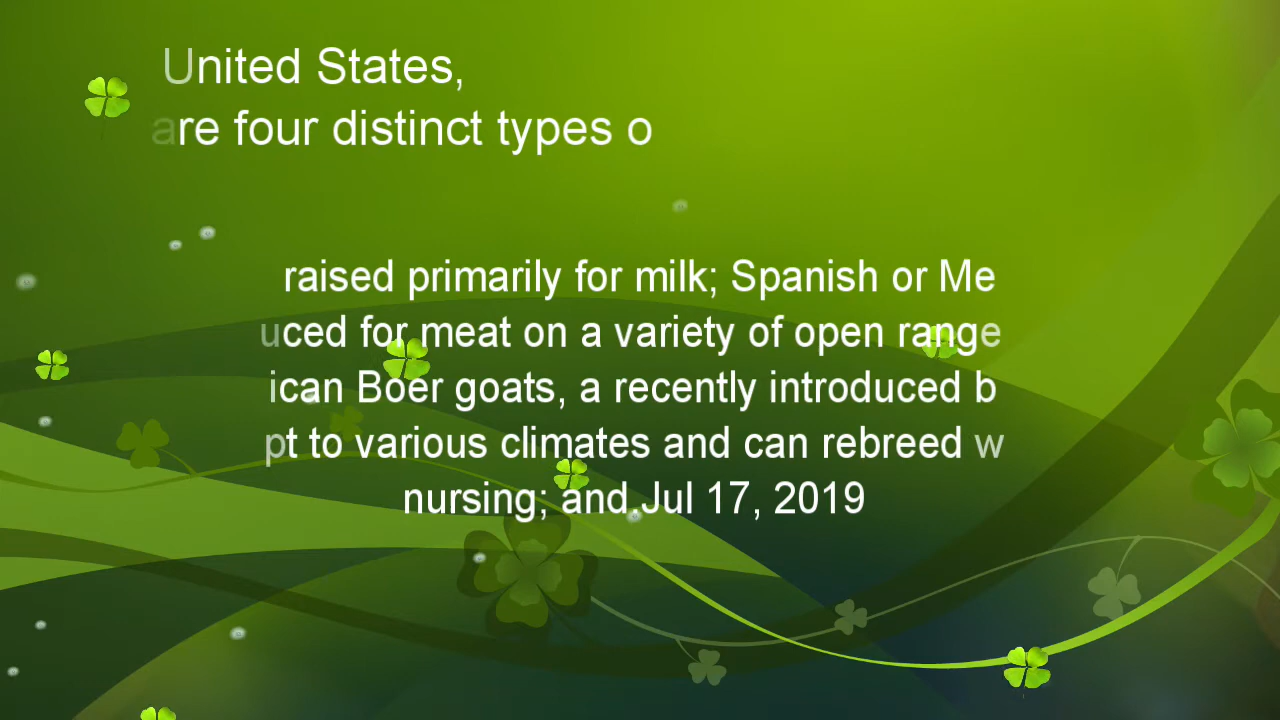 United States,
are four distinct types o
raised primarily for milk; Spanish or Me
uced for meat on a variety of open range
ican Boer goats, a recently introduced b
pt to various climates and can rebreed w
nursing; and.Jul 17, 2019